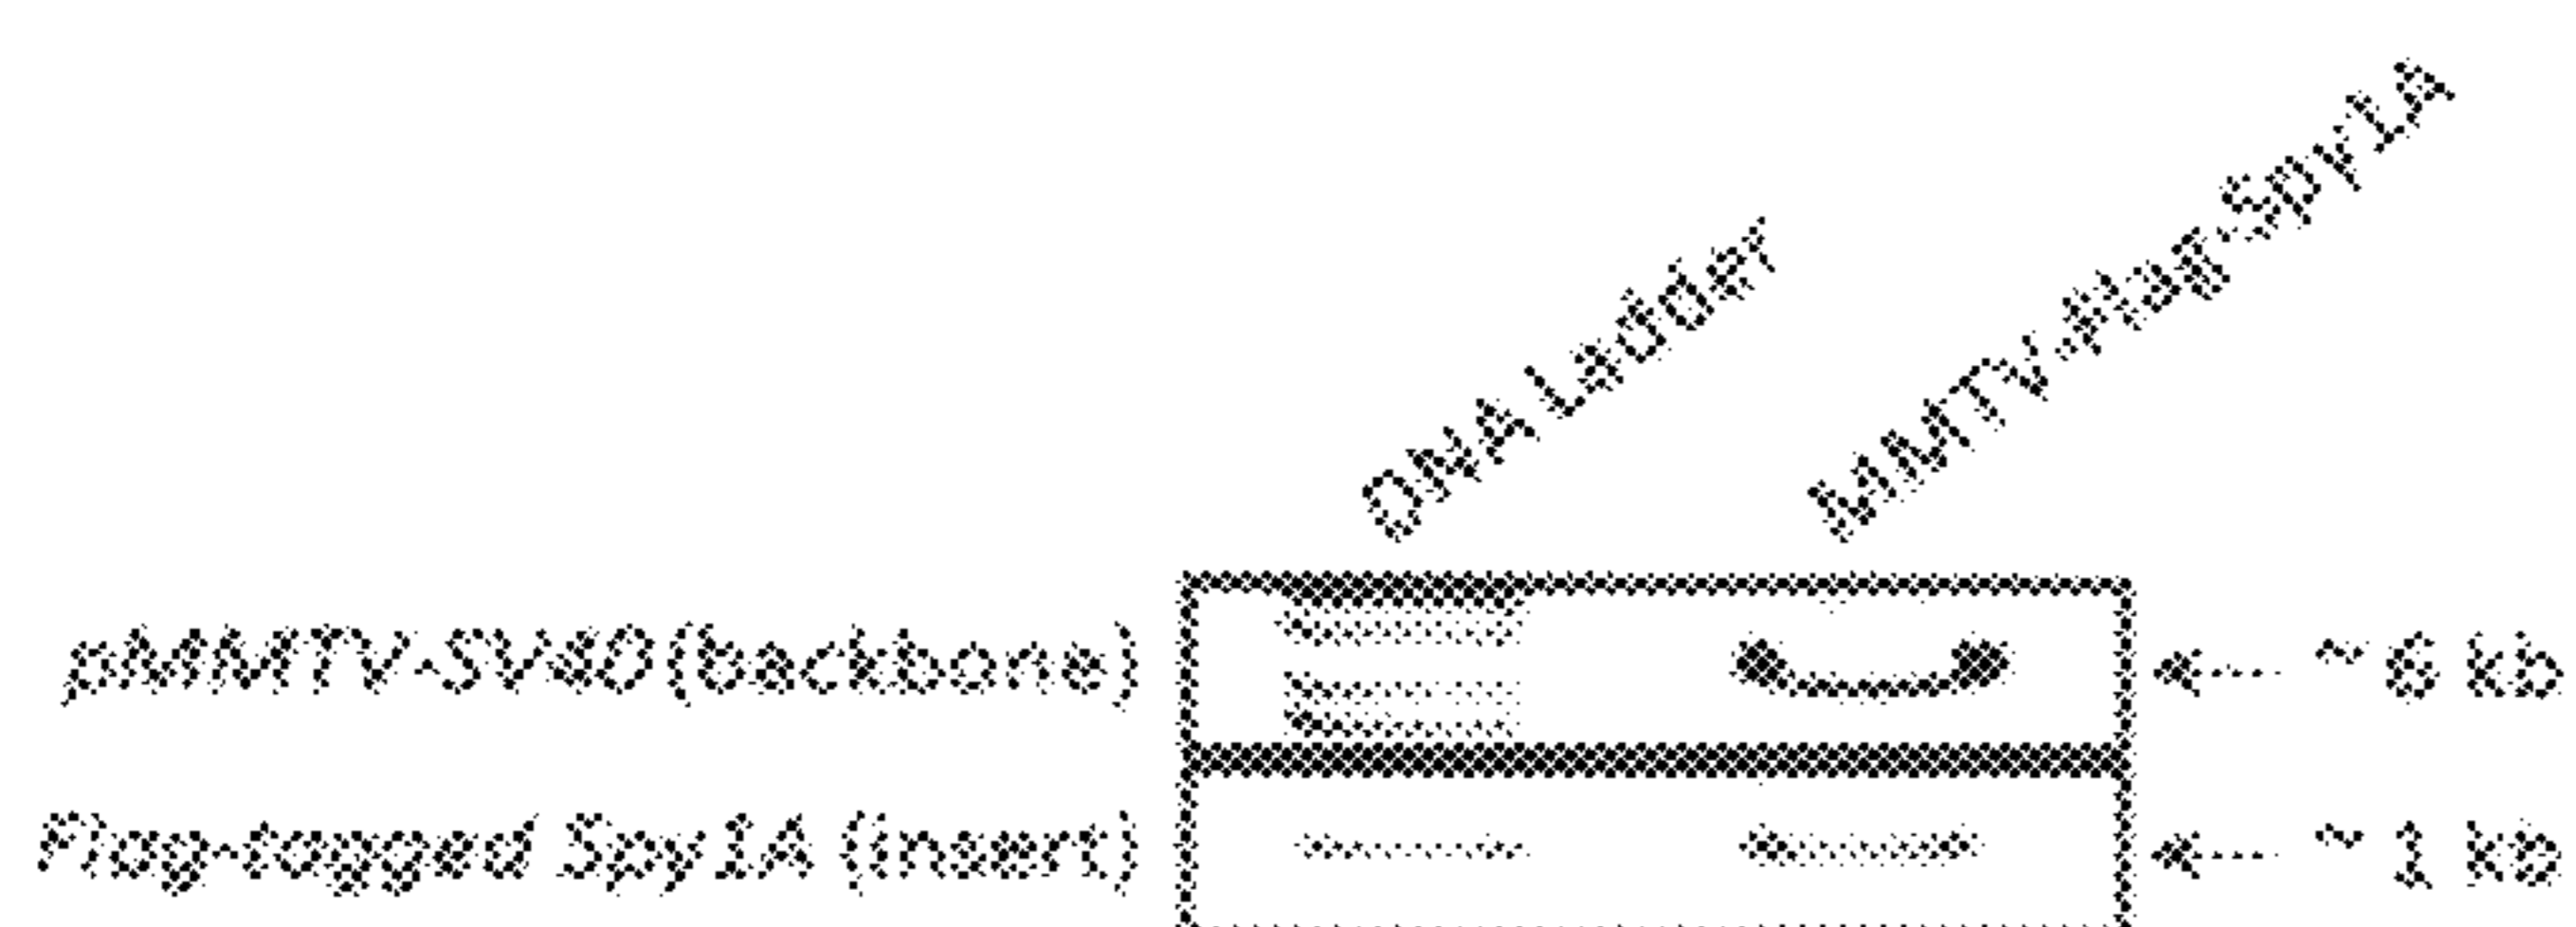 DNA Ladder
MMTV-flag-Spy1A
pMMTV-SV40(backbone)
~ 6 kb
Flag-tagged Spy1A (insert)
~ 1 kb